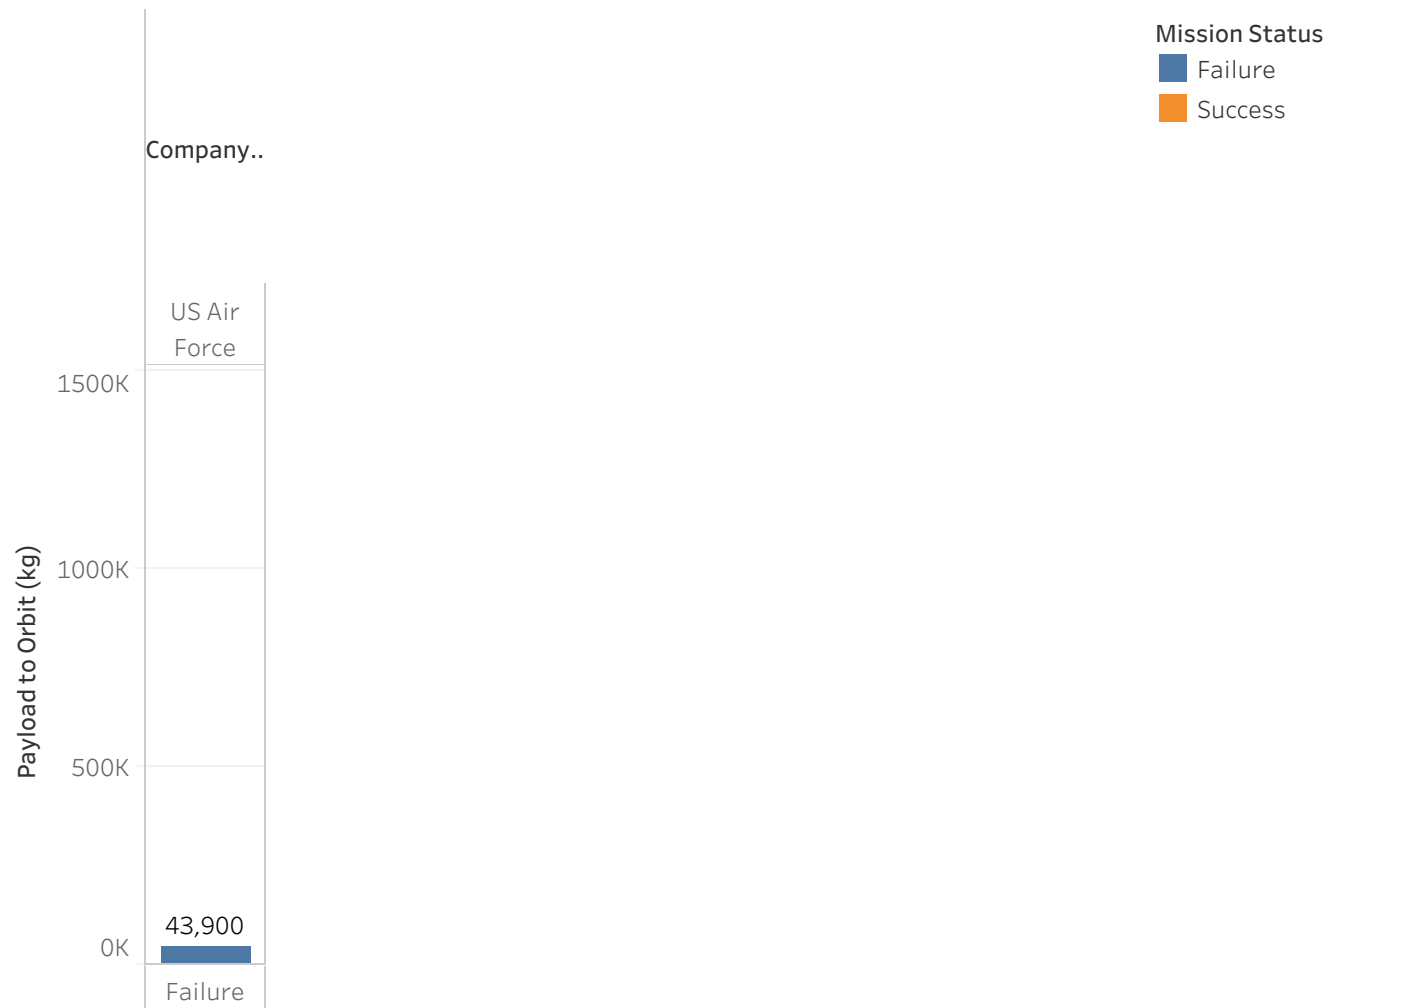 Mission Status
Failure
Success
Company..
US Air
Force
1500K
1000K
500K
0K
Payload to Orbit (kg)
43,900
Failure